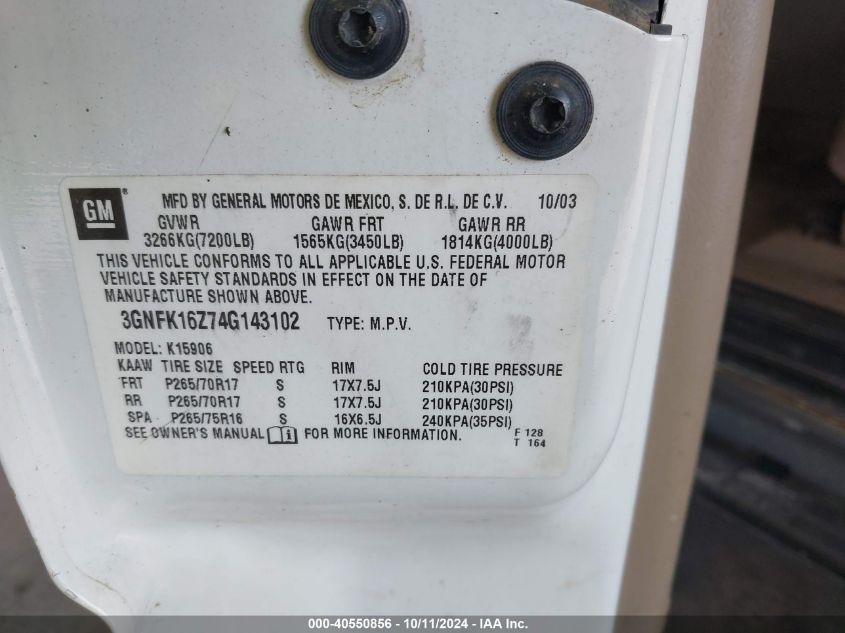 GM ® MFD BY GENERAL MOTORS DE MEXICO, S. DE R.L. DE C.V. 10/03
GVWR GAWR FRT GAWR RR
3266KG(7200LB) 1565KG(3450LB) 1814KG(4000LB)
THIS VEHICLE CONFORMS TO ALL APPLICABLE U.S. FEDERAL MOTOR
VEHICLE SAFETY STANDARDS IN EFFECT ON THE DATE OF
MANUFACTURE SHOWN ABOVE.
3GNFK16Z74G143102 TYPE: M.P.V.
MODEL: K15906
KAAW TIRE SIZE SPEED RTG RIM COLD TIRE PRESSURE
FRT P265/70R17 S 17X7.5J 210KPA(30PSI)
RR P265/70R17 S 17X7.5J 210KPA(30PSI)
SPA P265/75R16 S 16X6.5J 240KPA(35PSI)
SEE OWNER'S MANUAL i FOR MORE INFORMATION. F 128
T 164
000-40550856 - 10/11/2024 - IAA Inc.